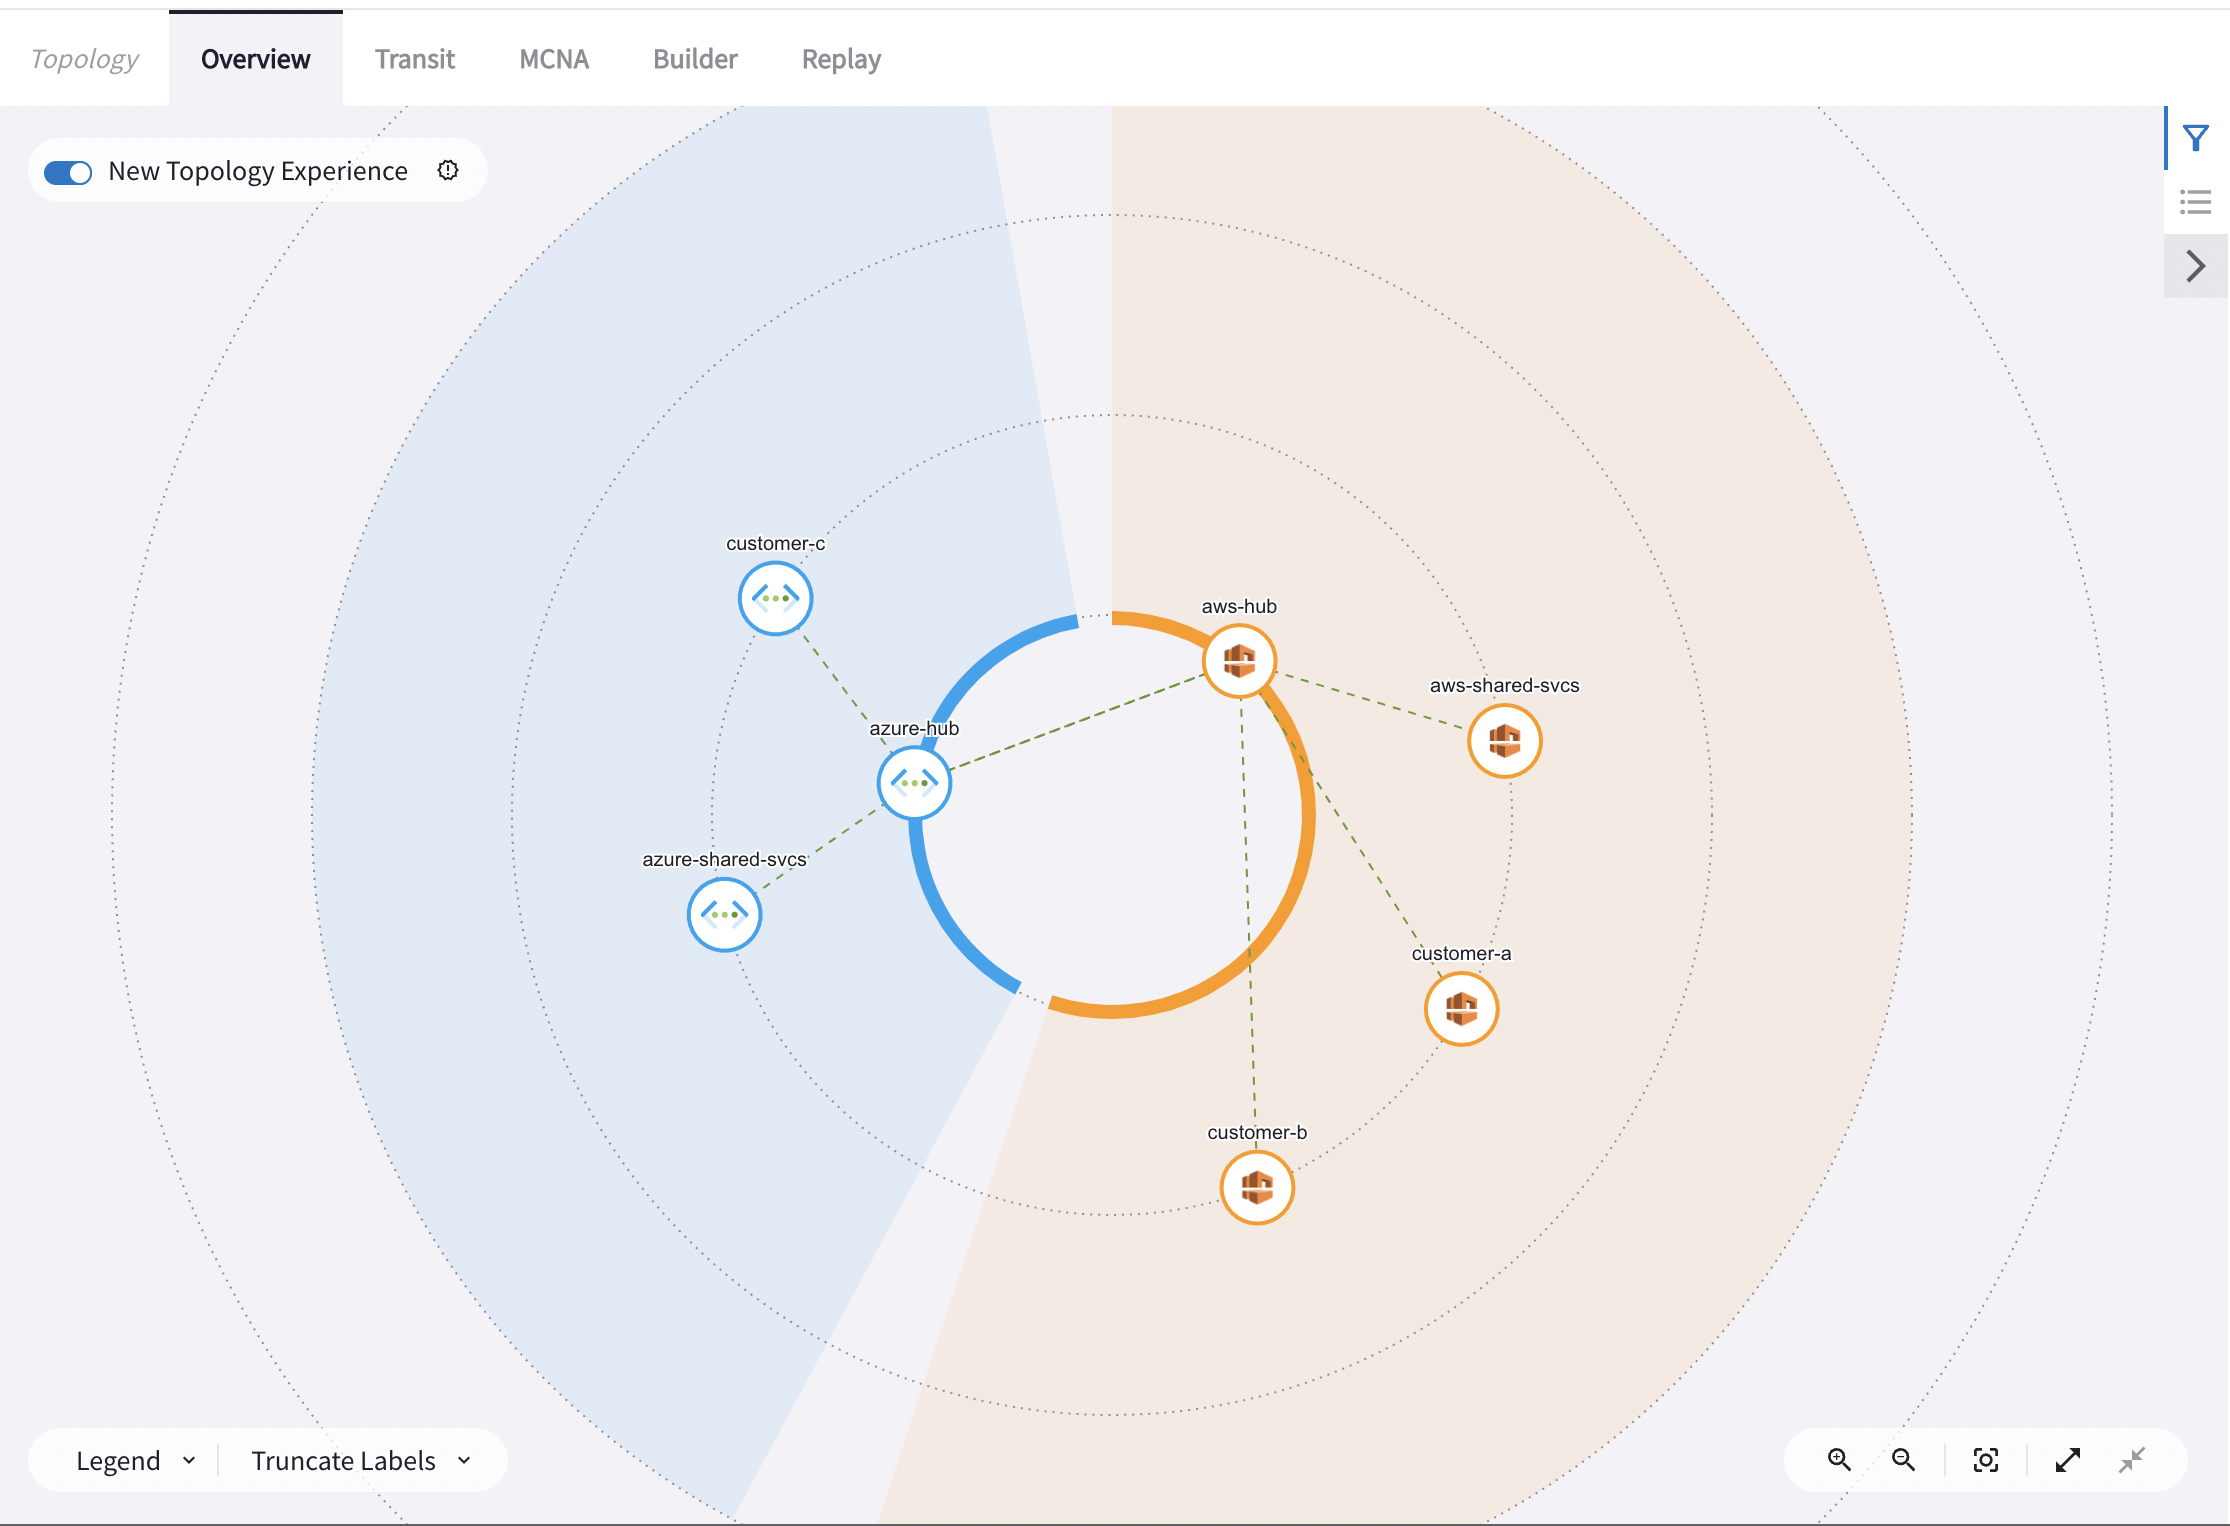 Topology Overview Transit MCNA Builder Replay
New Topology Experience
customer-c
aws-hub
aws-shared-svcs
azure-hub
azure-shared-svcs
customer-a
customer-b
Legend Truncate Labels